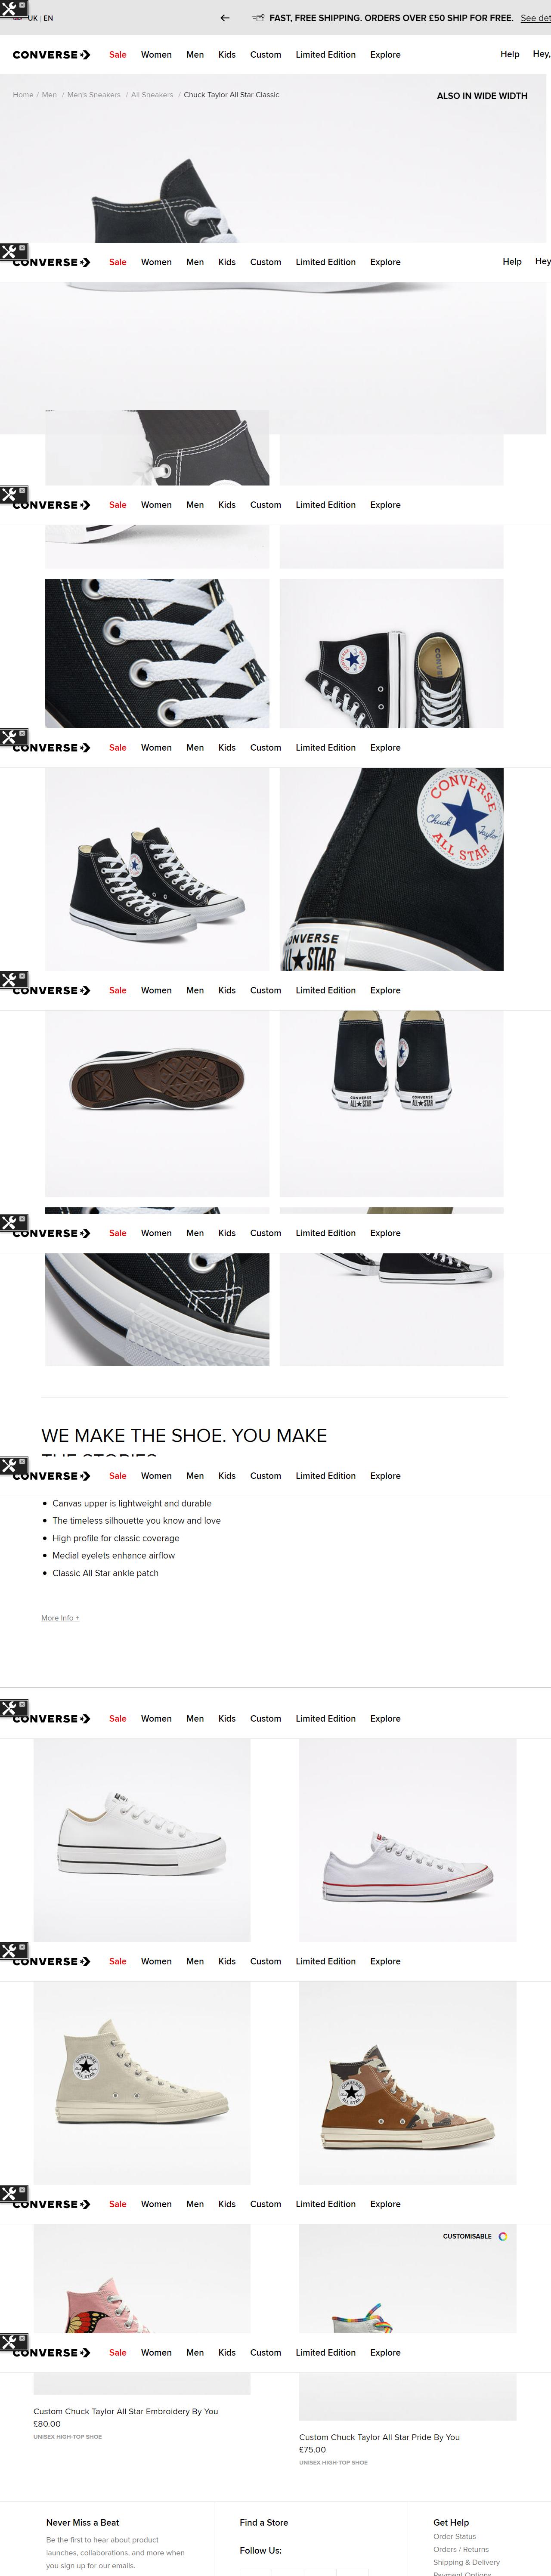 UK | EN
FAST, FREE SHIPPING. ORDERS OVER £50 SHIP FOR FREE. See
CONVERSE Sale Women Men Kids Custom Limited Edition Explore Help Hey,
Home / Men / Men's Sneakers / All Sneakers / Chuck Taylor All Star Classic
ALSO IN WIDE WIDTH
CONVERSE Sale Women Men Kids Custom Limited Edition Explore Help Hey
CONVERSE Sale Women Men Kids Custom Limited Edition Explore
CONVERSE Sale Women Men Kids Custom Limited Edition Explore
CONVERSE
Chuck Taylor
ALL STAR
CONVERSE
ALL STAR
CONVERSE Sale Women Men Kids Custom Limited Edition Explore
CONVERSE CONVERSE
ALL STAR ALL STAR
CONVERSE Sale Women Men Kids Custom Limited Edition Explore
WE MAKE THE SHOE. YOU MAKE
THE STORIES
CONVERSE Sale Women Men Kids Custom Limited Edition Explore
Canvas upper is lightweight and durable
The timeless silhouette you know and love
High profile for classic coverage
Medial eyelets enhance airflow
Classic All Star ankle patch
More Info +
CONVERSE Sale Women Men Kids Custom Limited Edition Explore
CONVERSE Sale Women Men Kids Custom Limited Edition Explore
CONVERSE
ALL STAR
CONVERSE
ALL STAR
CONVERSE Sale Women Men Kids Custom Limited Edition Explore
CUSTOMISABLE
CONVERSE Sale Women Men Kids Custom Limited Edition Explore
Custom Chuck Taylor All Star Embroidery By You
£80.00
UNISEX HIGH-TOP SHOE
Custom Chuck Taylor All Star Pride By You
£75.00
UNISEX HIGH-TOP SHOE
Never Miss a Beat
Be the first to hear about product
launches, collaborations, and more when
you sign up for our emails.
Find a Store
Follow Us:
Get Help
Order Status
Orders / Returns
Shipping & Delivery
Payment Options